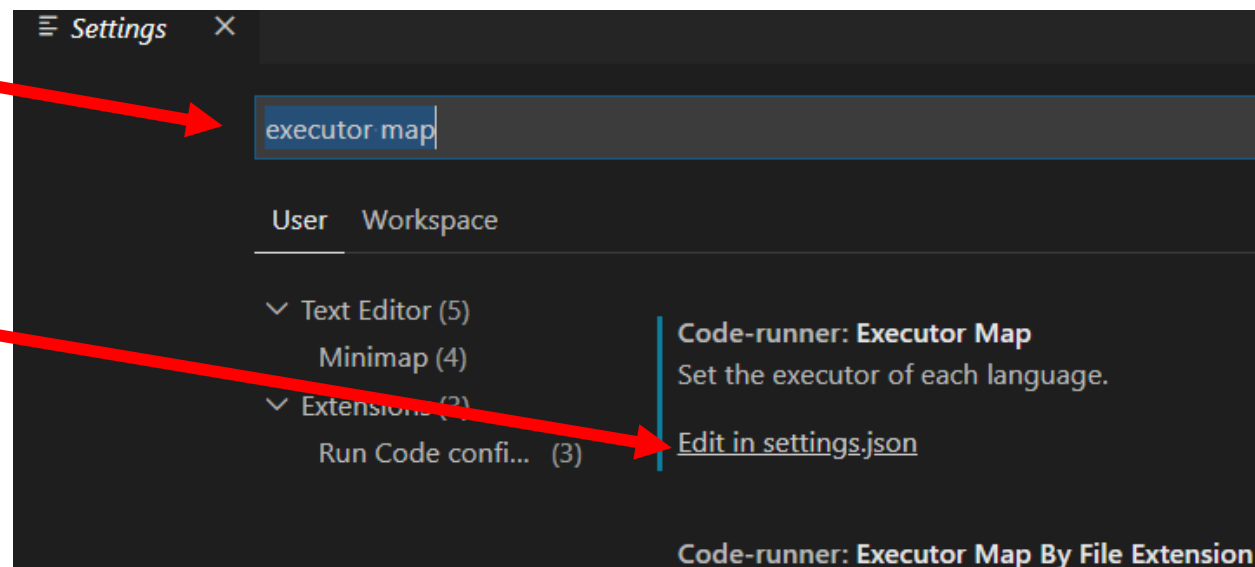 Settings
executor map
User Workspace
Text Editor (5)
Minimap (4)
Extensions (3)
Run Code confi... (3)
Code-runner: Executor Map
Set the executor of each language.
Edit in settings.json
Code-runner: Executor Map By File Extension